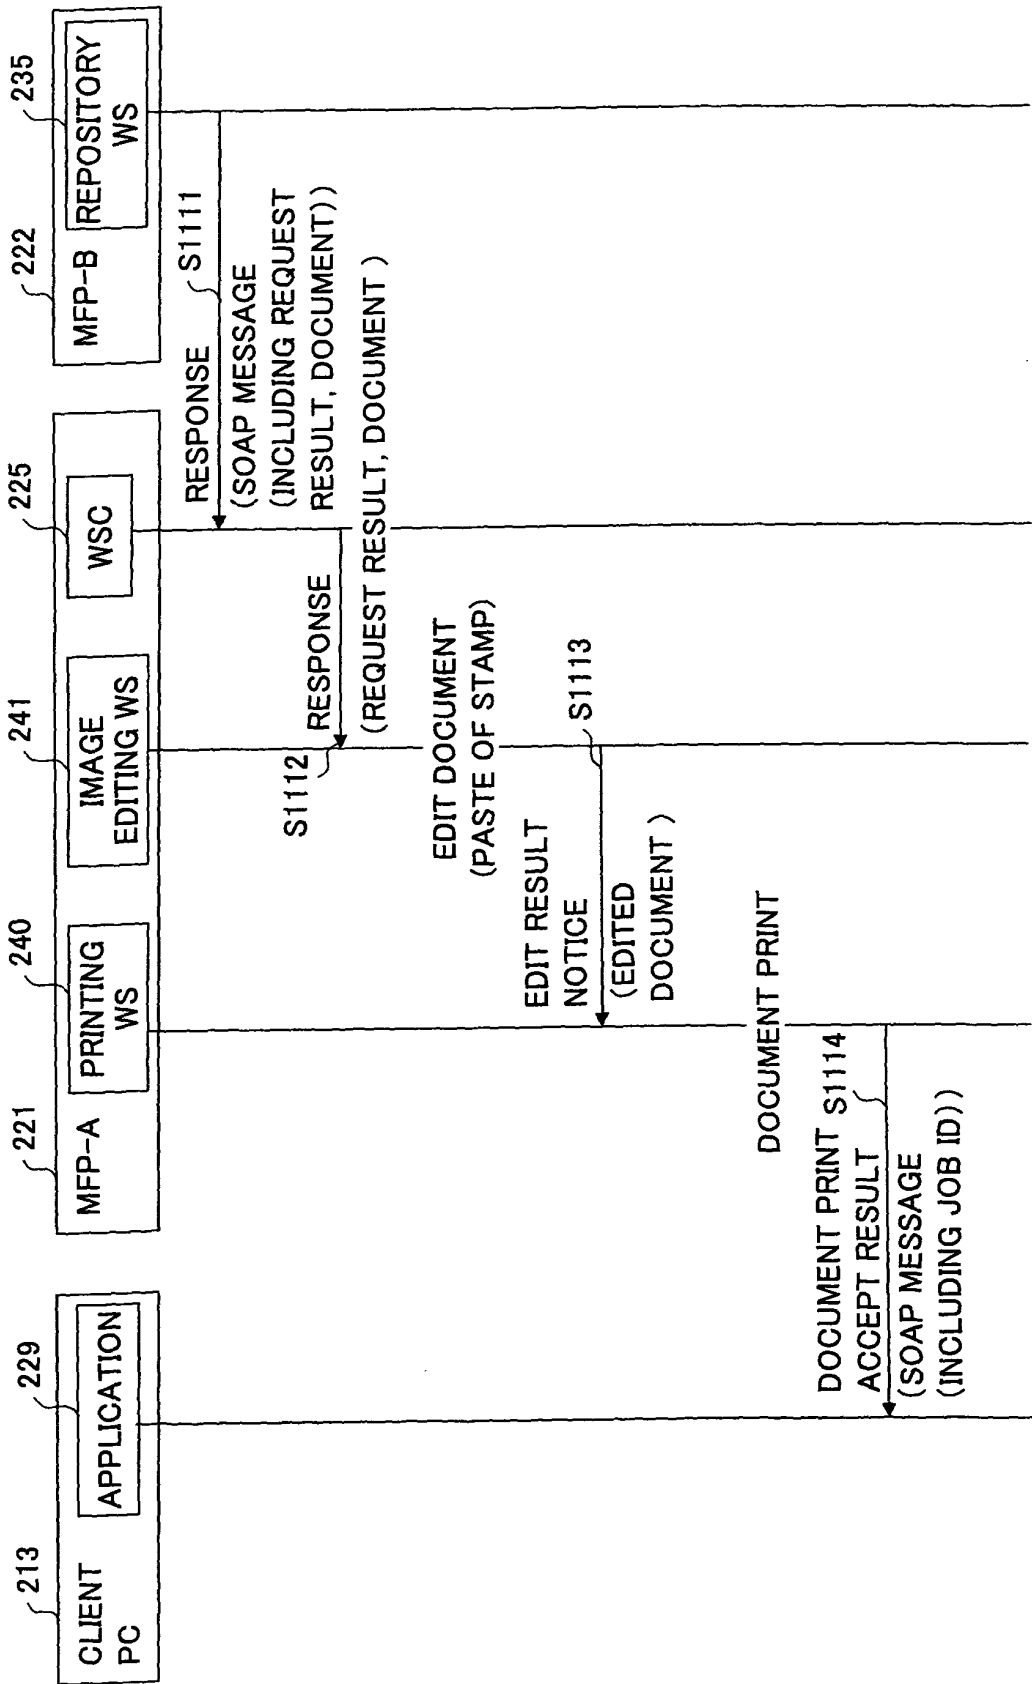 213
CLIENT
PC
229
APPLICATION
221
MFP-A
240
PRINTING
WS
241
IMAGE
EDITING WS
225
WSC
222
MFP-B
235
REPOSITORY
WS
RESPONSE
S1111
(SOAP MESSAGE
(INCLUDING REQUEST
RESULT, DOCUMENT))
S1112
RESPONSE
(REQUEST RESULT, DOCUMENT )
EDIT DOCUMENT
(PASTE OF STAMP)
S1113
EDIT RESULT
NOTICE
(EDITED
DOCUMENT )
DOCUMENT PRINT
DOCUMENT PRINT
ACCEPT RESULT
S1114
(SOAP MESSAGE
(INCLUDING JOB ID))